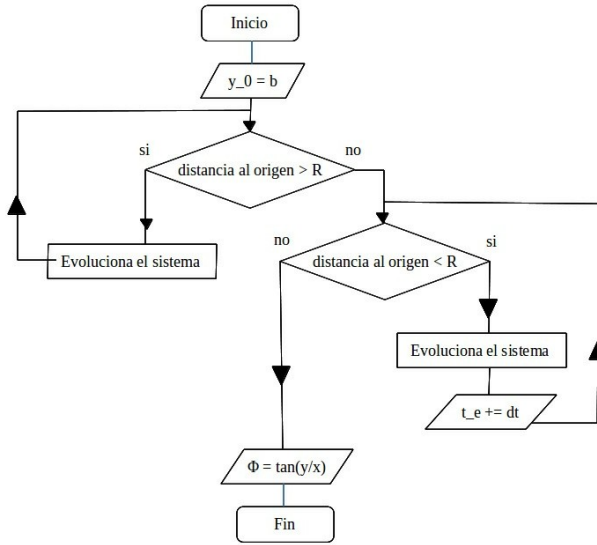 Inicio
y_0 = b
si
no
distancia al origen > R
Evoluciona el sistema
no
si
distancia al origen < R
Evoluciona el sistema
t_e += dt
Φ = tan(y/x)
Fin